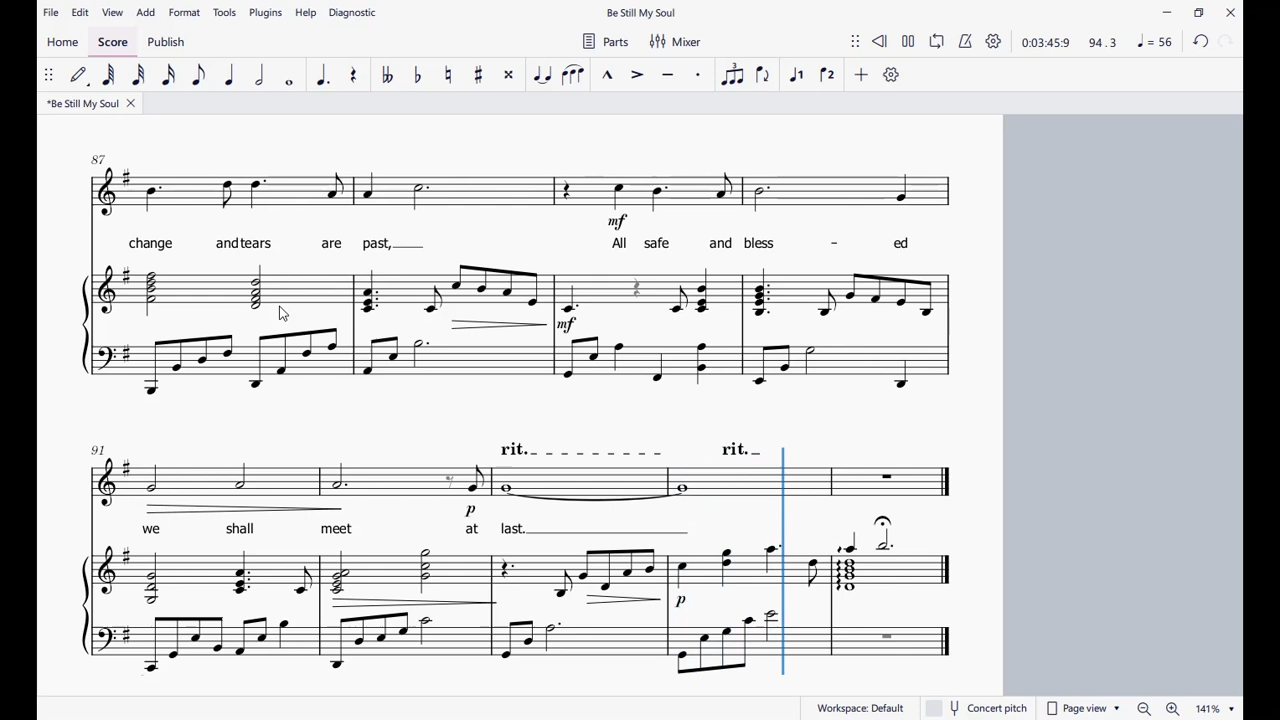 File Edit View Add Format Tools Plugins Help Diagnostic Be Still My Soul
Home Score Publish Parts Mixer 0:03:45:9 94 . 3 = 56
3 1 2
*Be Still My Soul
87
mf
change and tears are past, All safe and bless - ed
mf
91
rit. rit.
p
we shall meet at last.
p
Workspace: Default Concert pitch Page view 141%